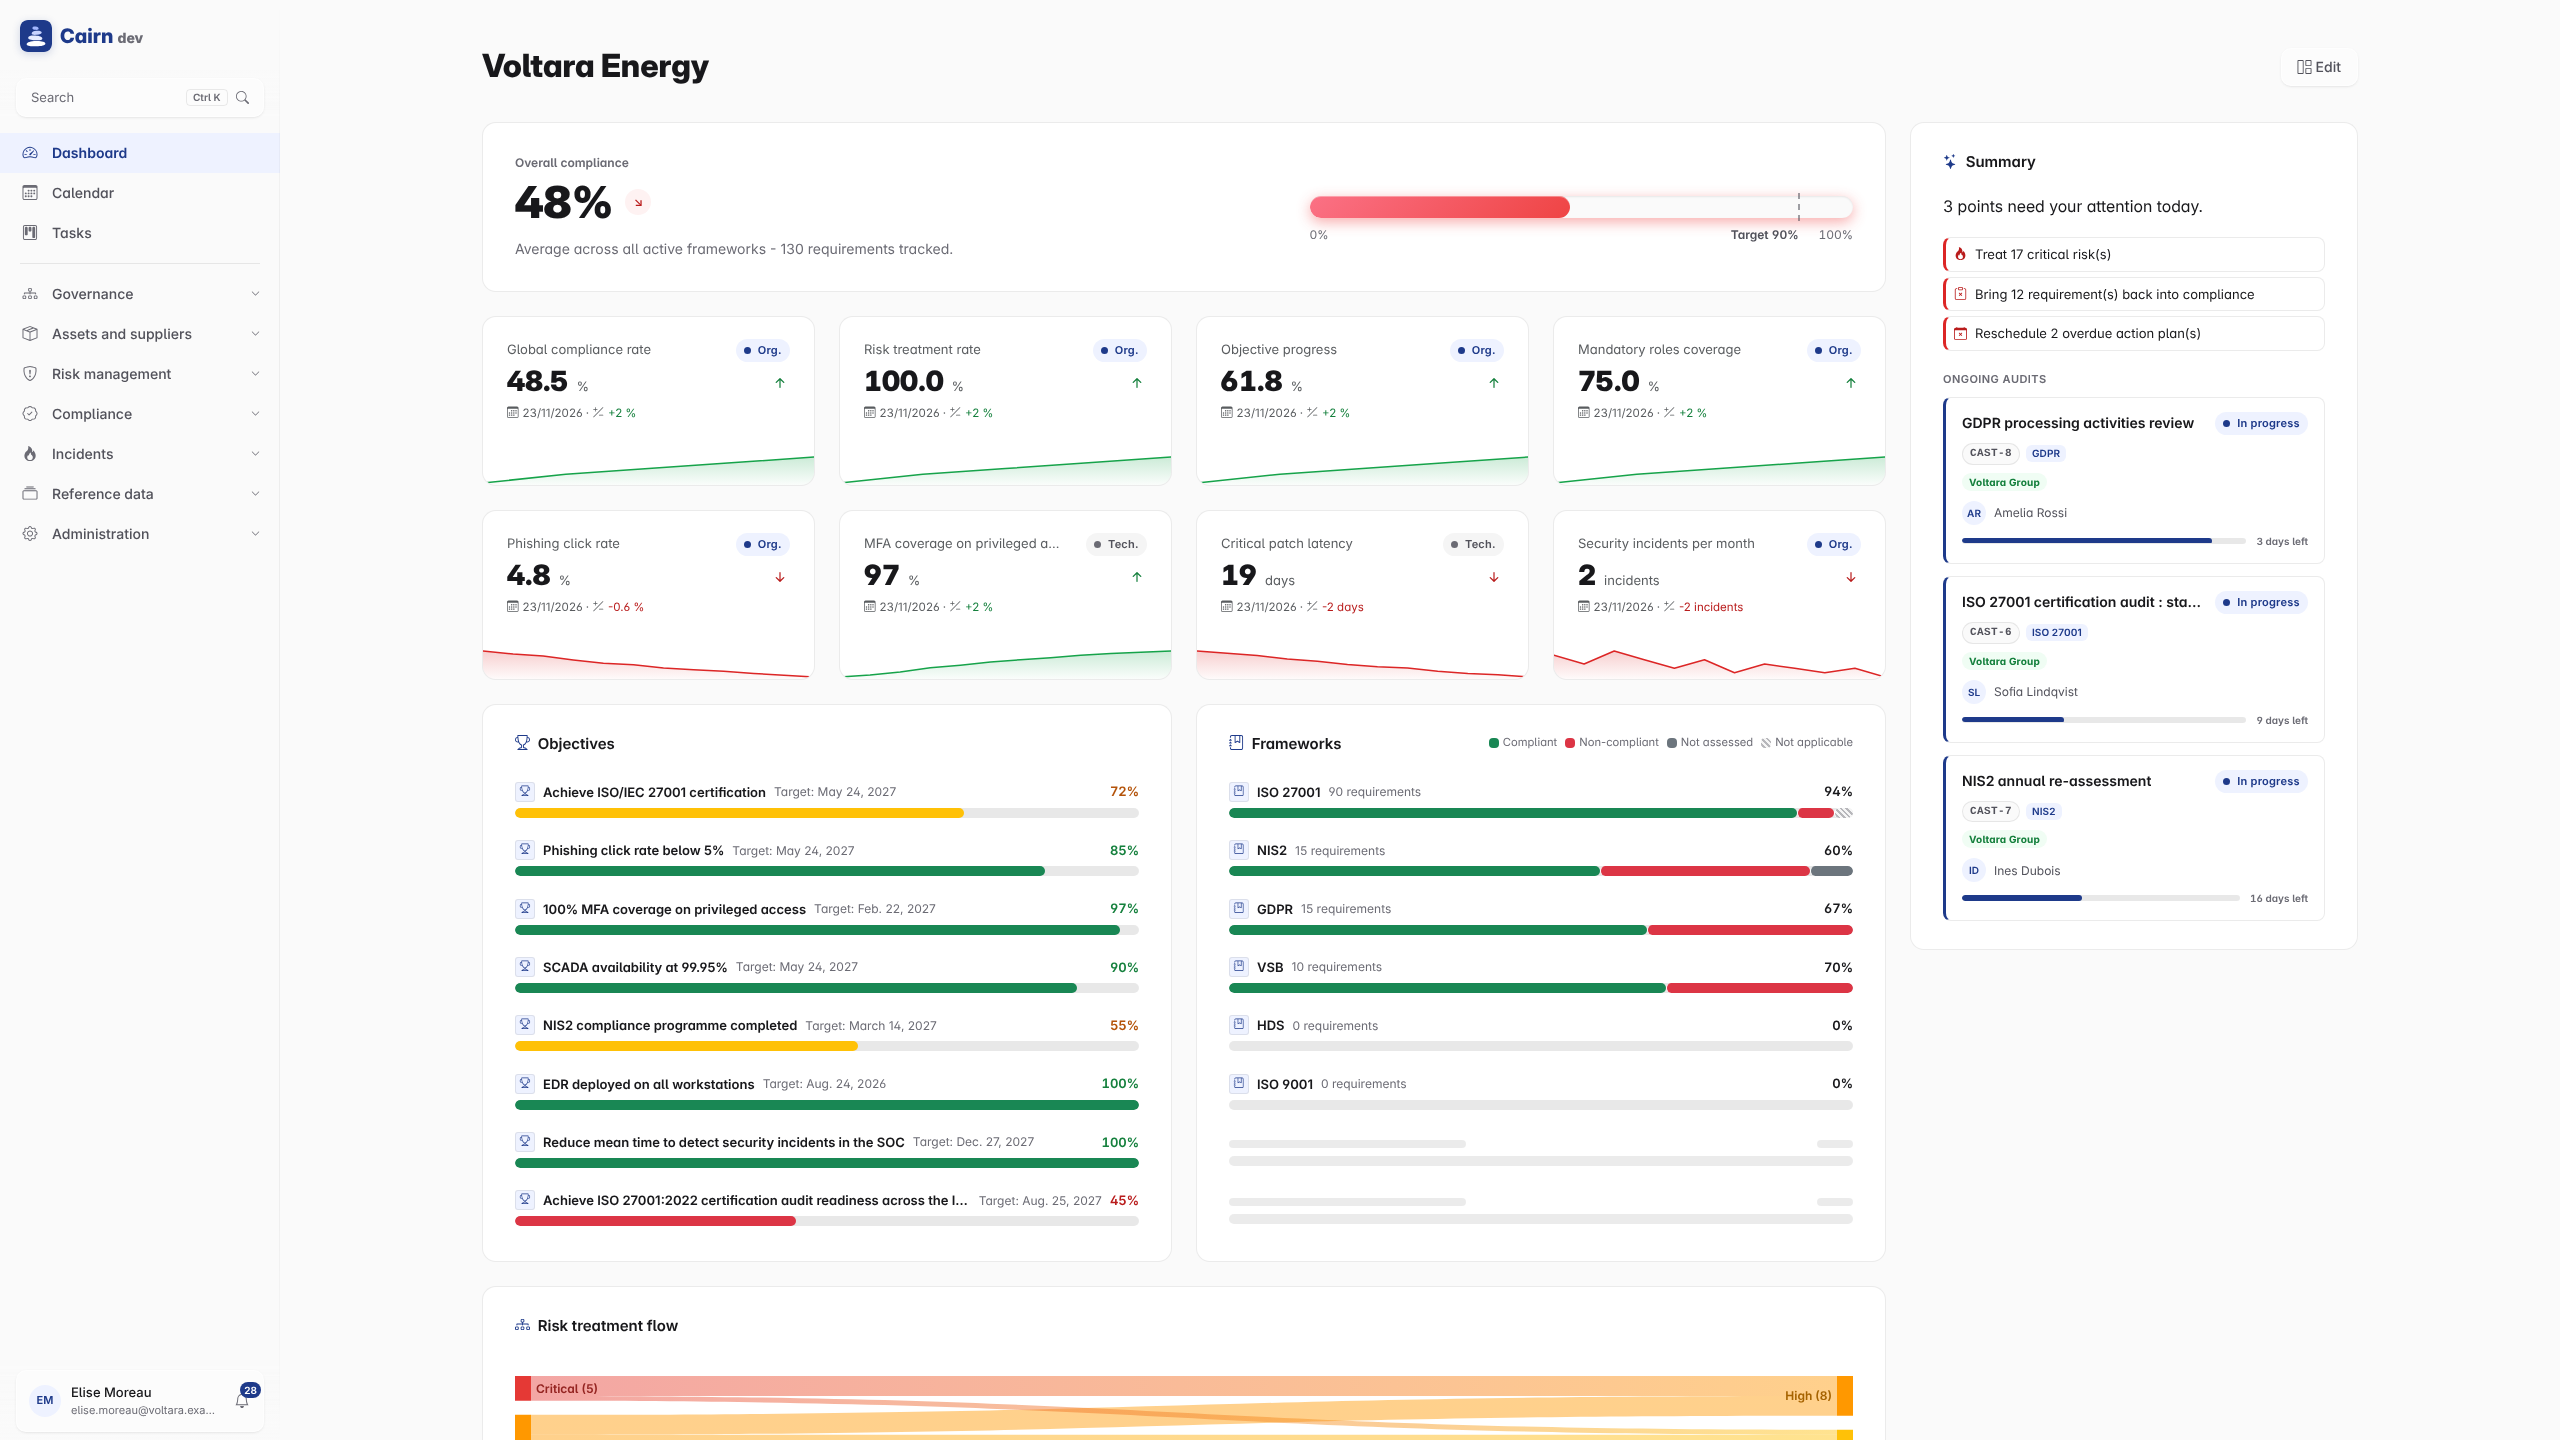 Cairn dev
Search Ctrl K
Dashboard
Calendar
Tasks
Governance
Assets and suppliers
Risk management
Compliance
Incidents
Reference data
Administration
EM Elise Moreau
elise.moreau@voltara.exa...
28
Voltara Energy
Edit
Overall compliance
48%
Average across all active frameworks - 130 requirements tracked.
0% Target 90% 100%
Global compliance rate Org.
48.5 %
23/11/2026 · +2 %
Risk treatment rate Org.
100.0 %
23/11/2026 · +2 %
Objective progress Org.
61.8 %
23/11/2026 · +2 %
Mandatory roles coverage Org.
75.0 %
23/11/2026 · +2 %
Phishing click rate Org.
4.8 %
23/11/2026 · -0.6 %
MFA coverage on privileged a... Tech.
97 %
23/11/2026 · +2 %
Critical patch latency Tech.
19 days
23/11/2026 · -2 days
Security incidents per month Org.
2 incidents
23/11/2026 · -2 incidents
Objectives
Achieve ISO/IEC 27001 certification Target: May 24, 2027 72%
Phishing click rate below 5% Target: May 24, 2027 85%
100% MFA coverage on privileged access Target: Feb. 22, 2027 97%
SCADA availability at 99.95% Target: May 24, 2027 90%
NIS2 compliance programme completed Target: March 14, 2027 55%
EDR deployed on all workstations Target: Aug. 24, 2026 100%
Reduce mean time to detect security incidents in the SOC Target: Dec. 27, 2027 100%
Achieve ISO 27001:2022 certification audit readiness across the I... Target: Aug. 25, 2027 45%
Frameworks Compliant Non-compliant Not assessed Not applicable
ISO 27001 90 requirements 94%
NIS2 15 requirements 60%
GDPR 15 requirements 67%
VSB 10 requirements 70%
HDS 0 requirements 0%
ISO 9001 0 requirements 0%
Risk treatment flow
Critical (5)
High (8)
Summary
3 points need your attention today.
Treat 17 critical risk(s)
Bring 12 requirement(s) back into compliance
Reschedule 2 overdue action plan(s)
ONGOING AUDITS
GDPR processing activities review In progress
CAST-8 GDPR
Voltara Group
AR Amelia Rossi
3 days left
ISO 27001 certification audit : sta... In progress
CAST-6 ISO 27001
Voltara Group
SL Sofia Lindqvist
9 days left
NIS2 annual re-assessment In progress
CAST-7 NIS2
Voltara Group
ID Ines Dubois
16 days left